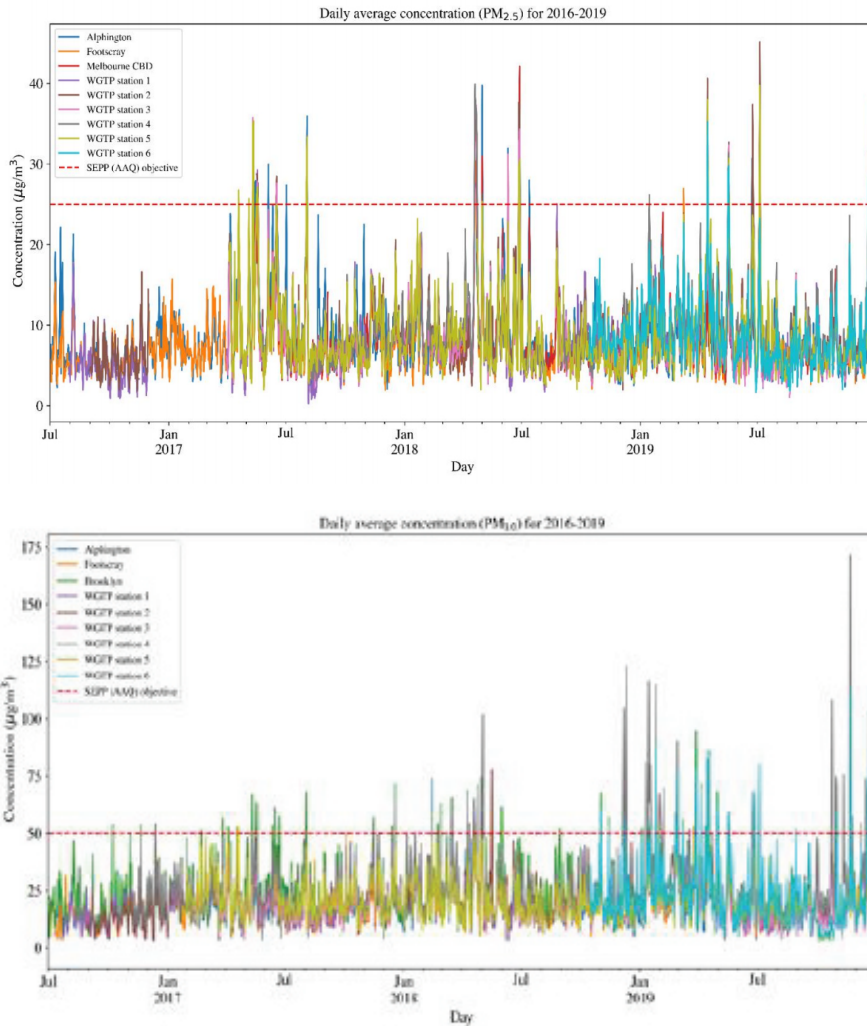 Daily average concentration (PM2.5) for 2016-2019
Alphington
Footscray
Melbourne CBD
WGTP station 1
WGTP station 2
WGTP station 3
WGTP station 4
WGTP station 5
WGTP station 6
SEPP (AAQ) objective
Concentration (μg/m³)
40
30
20
10
0
Jul
Jan
2017
Jul
Jan
2018
Jul
Jan
2019
Jul
Day
Daily average concentration (PM10) for 2016-2019
Alphington
Footscray
Brooklyn
WGTP station 1
WGTP station 2
WGTP station 3
WGTP station 4
WGTP station 5
WGTP station 6
SEPP (AAQ) objective
Concentration (μg/m³)
175
150
125
100
75
50
25
0
Jul
Jan
2017
Jul
Jan
2018
Jul
Jan
2019
Jul
Day